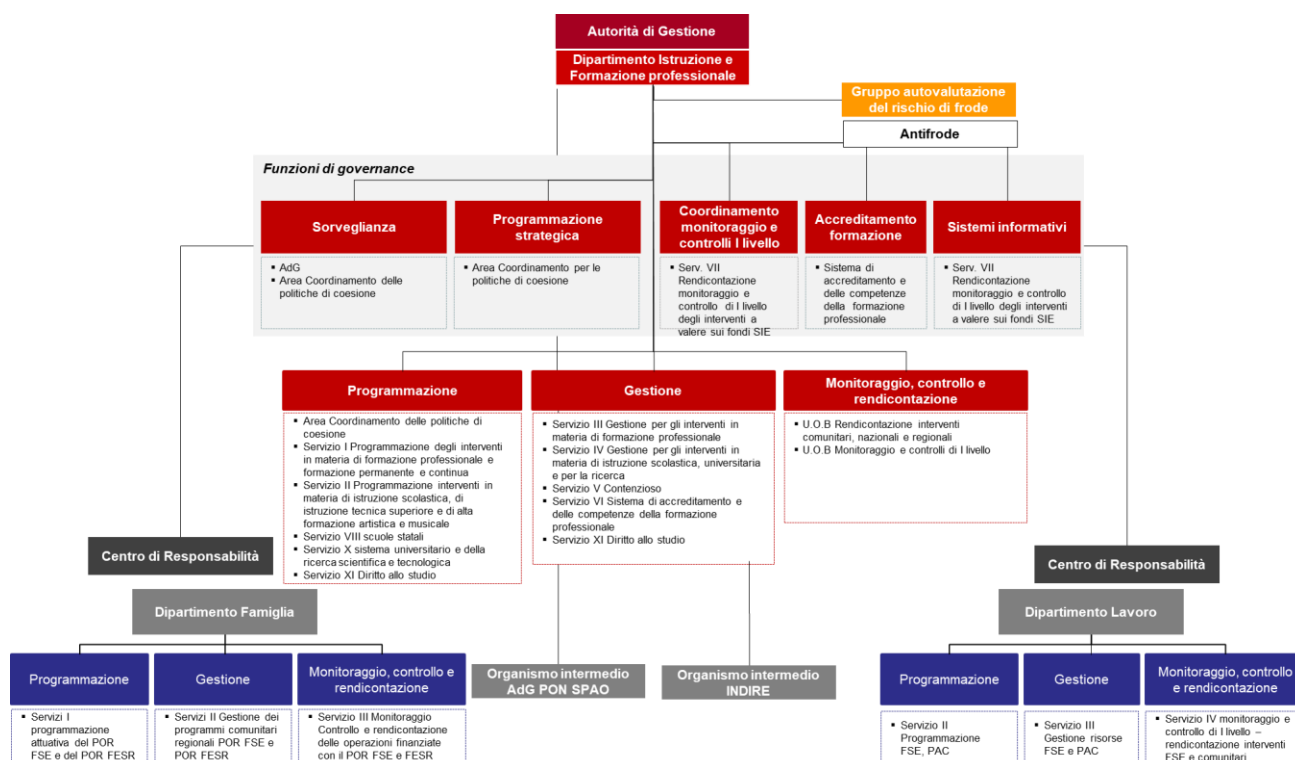 Autorità di Gestione
Dipartimento Istruzione e
Formazione professionale
Gruppo autovalutazione
del rischio di frode
Antifrode
Funzioni di governance
Sorveglianza
▪ AdG
▪ Area Coordinamento delle
politiche di coesione
Programmazione
strategica
▪ Area Coordinamento per le
politiche di coesione
Coordinamento
monitoraggio e
controlli I livello
▪ Serv. VII
Rendicontazione
monitoraggio e
controllo di I livello
degli interventi a
valere sui fondi SIE
Accreditamento
formazione
▪ Sistema di
accreditamento e
delle competenze
della formazione
professionale
Sistemi informativi
▪ Serv. VII
Rendicontazione
monitoraggio e controllo
di I livello degli interventi
a valere sui fondi SIE
Programmazione
▪ Area Coordinamento delle politiche di
coesione
▪ Servizio I Programmazione degli interventi
in materia di formazione professionale e
formazione permanente e continua
▪ Servizio II Programmazione interventi in
materia di istruzione scolastica, di
istruzione tecnica superiore e di alta
formazione artistica e musicale
▪ Servizio VIII scuole statali
▪ Servizio X sistema universitario e della
ricerca scientifica e tecnologica
▪ Servizio XI Diritto allo studio
Gestione
▪ Servizio III Gestione per gli interventi in
materia di formazione professionale
▪ Servizio IV Gestione per gli interventi in
materia di istruzione scolastica, universitaria
e per la ricerca
▪ Servizio V Contenzioso
▪ Servizio VI Sistema di accreditamento e
delle competenze della formazione
professionale
▪ Servizio XI Diritto allo studio
Monitoraggio, controllo e
rendicontazione
▪ U.O.B Rendicontazione interventi
comunitari, nazionali e regionali
▪ U.O.B Monitoraggio e controlli di I livello
Centro di Responsabilità
Centro di Responsabilità
Dipartimento Famiglia
Programmazione
▪ Servizi I
programmazione
attuativa del POR
FSE e del POR FESR
Gestione
▪ Servizi II Gestione dei
programmi comunitari
regionali POR FSE e
POR FESR
Monitoraggio, controllo e
rendicontazione
▪ Servizio III Monitoraggio
Controllo e rendicontazione
delle operazioni finanziate
con il POR FSE e FESR
Organismo intermedio
AdG PON SPAO
Organismo intermedio
INDIRE
Dipartimento Lavoro
Programmazione
▪ Servizio II
Programmazione
FSE, PAC
Gestione
▪ Servizio III
Gestione risorse
FSE e PAC
Monitoraggio, controllo
e rendicontazione
▪ Servizio IV monitoraggio e
controllo di I livello –
rendicontazione interventi
FSE e comunitari